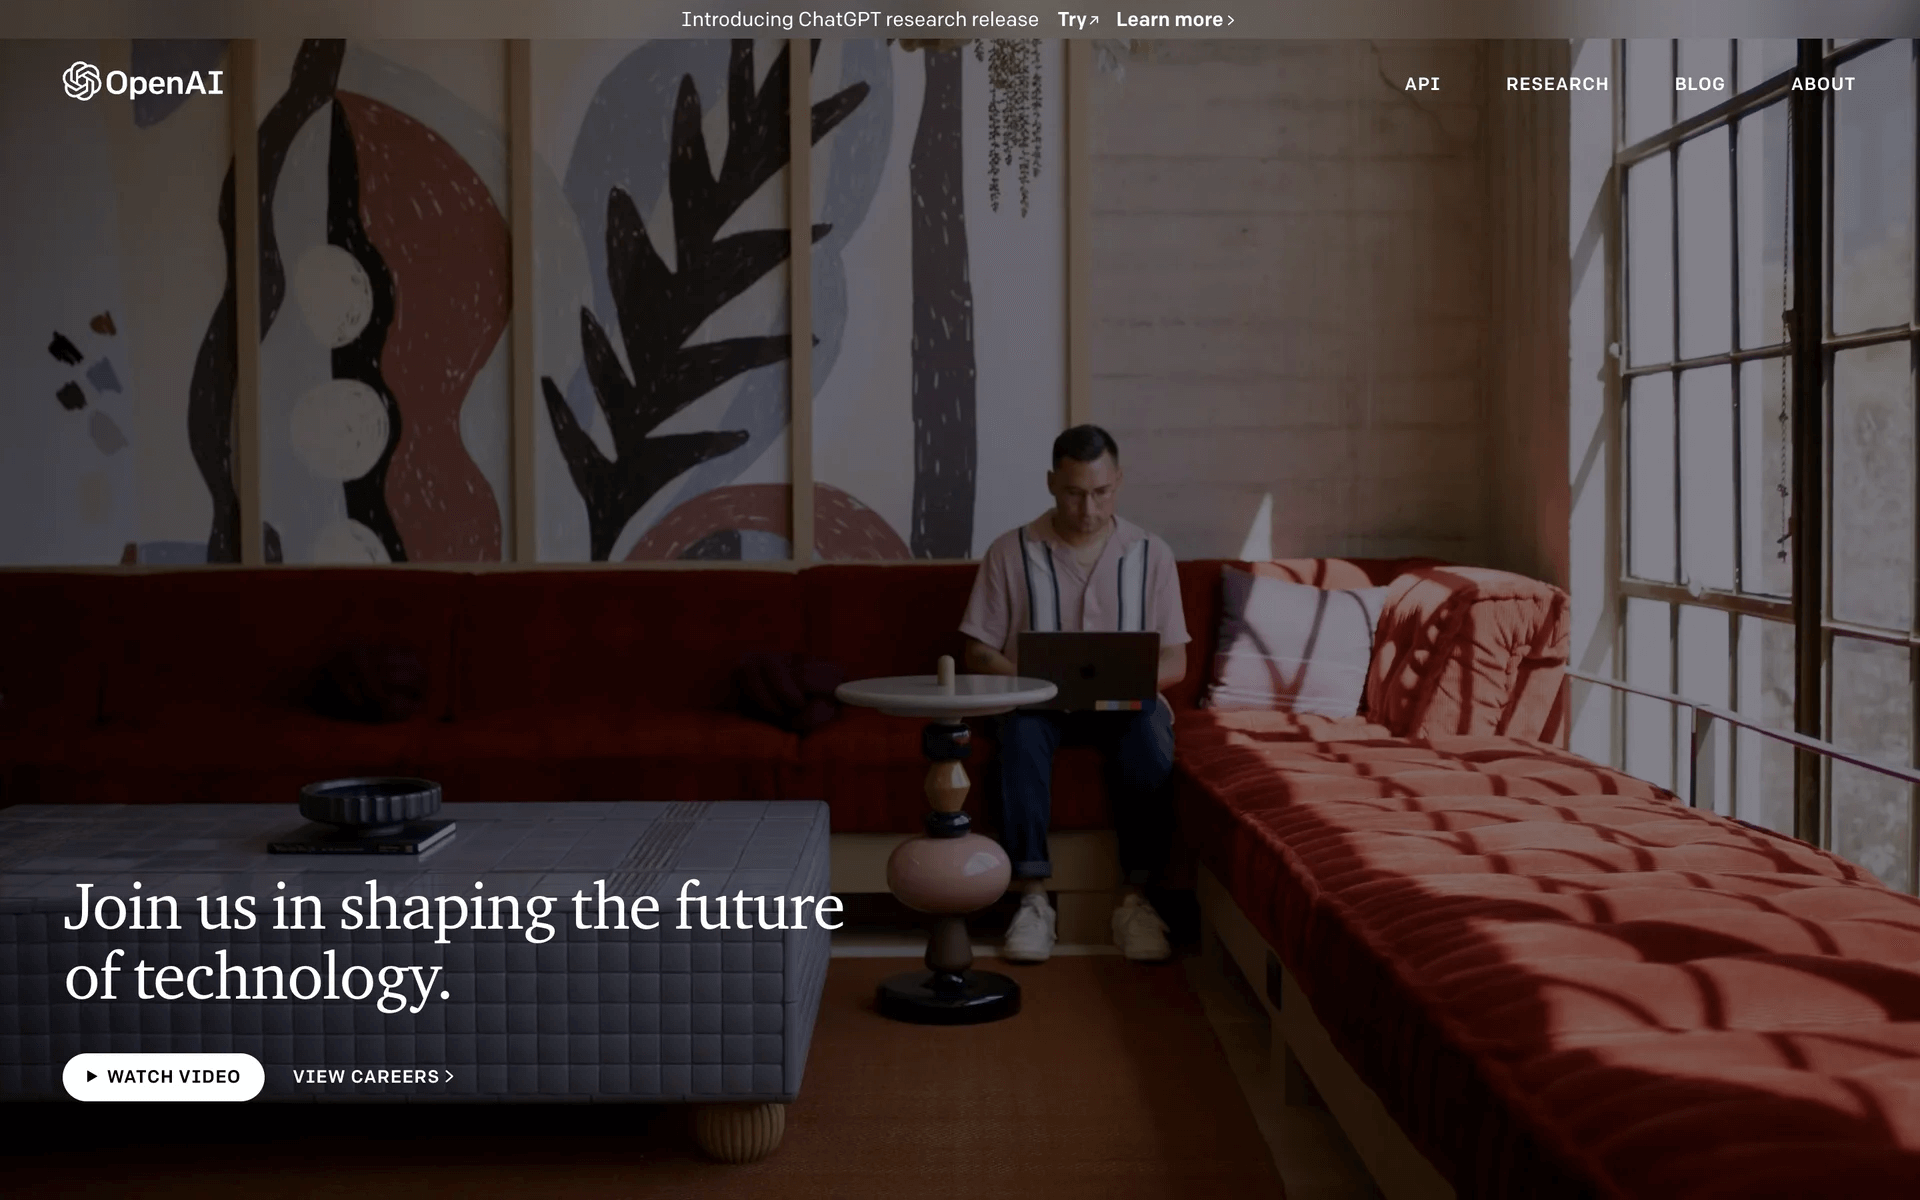 Introducing ChatGPT research release Try↗ Learn more >
OpenAI
API RESEARCH BLOG ABOUT
Join us in shaping the future
of technology.
▶ WATCH VIDEO VIEW CAREERS >